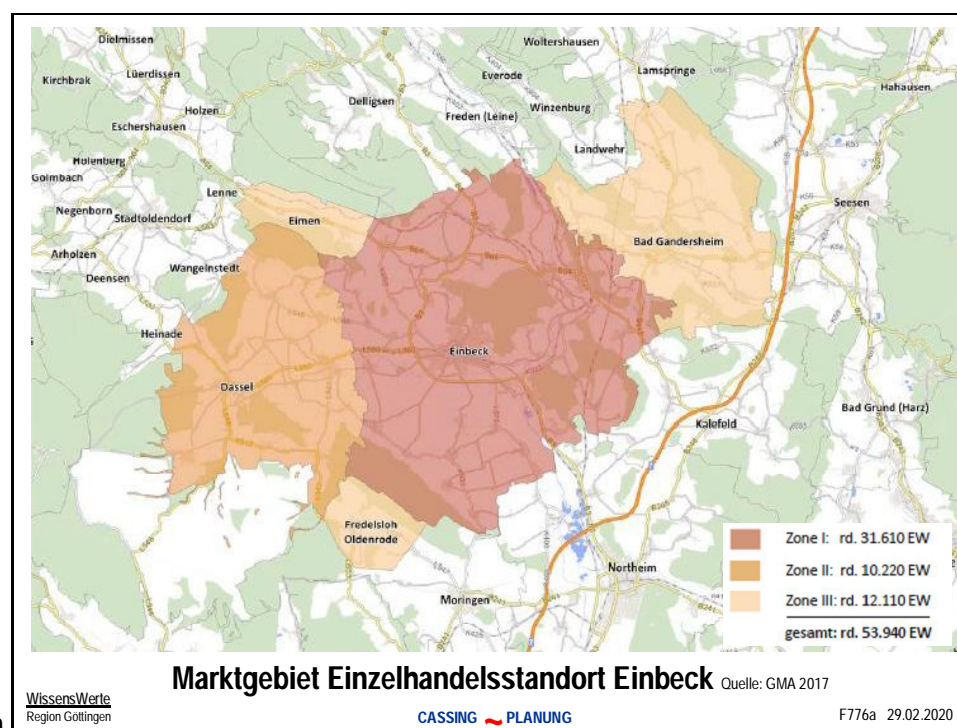 Dielmissen
Woltershausen
Kirchbrak
Lüerdissen
Everode
Lamspringe
Hahausen
Holzen
Delligsen
Winzenburg
Freden (Leine)
Eschershausen
Landwehr
Holenberg
Golmbach
Lenne
Seesen
Negenborn
Stadtoldendorf
Eimen
Bad Gandersheim
Arholzen
Wangelnstedt
Deensen
Heinade
Einbeck
Dassel
Bad Grund (Harz)
Kalefeld
Fredelsloh
Oldenrode
Northeim
Moringen
Zone I: rd. 31.610 EW
Zone II: rd. 10.220 EW
Zone III: rd. 12.110 EW
gesamt: rd. 53.940 EW
Marktgebiet Einzelhandelsstandort Einbeck Quelle: GMA 2017
WissensWerte
Region Göttingen
CASSING ~ PLANUNG
F776a 29.02.2020